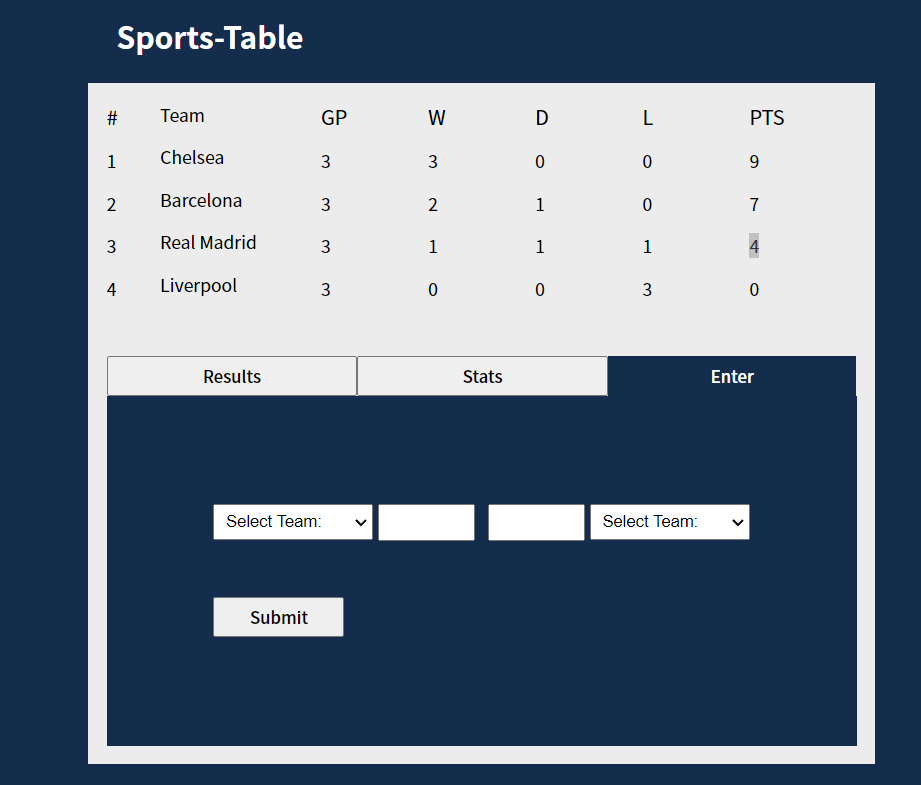 Sports-Table
# Team GP W D L PTS
1 Chelsea 3 3 0 0 9
2 Barcelona 3 2 1 0 7
3 Real Madrid 3 1 1 1 4
4 Liverpool 3 0 0 3 0
Results Stats Enter
Select Team: Select Team:
Submit